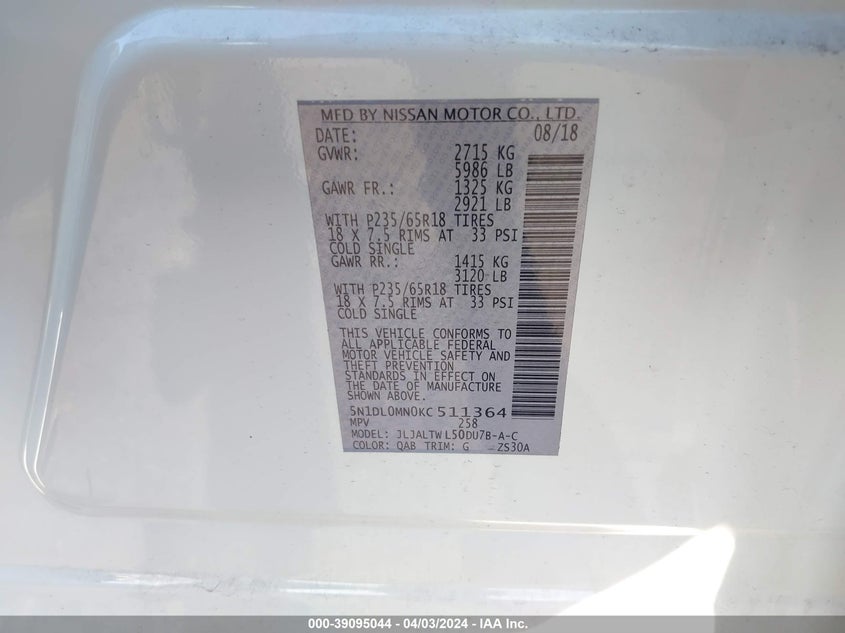 MFD BY NISSAN MOTOR CO., LTD.
DATE: 08/18
GVWR: 2715 KG
5986 LB
GAWR FR.: 1325 KG
2921 LB
WITH P235/65R18 TIRES
18 X 7.5 RIMS AT 33 PSI
COLD SINGLE
GAWR RR.: 1415 KG
3120 LB
WITH P235/65R18 TIRES
18 X 7.5 RIMS AT 33 PSI
COLD SINGLE
THIS VEHICLE CONFORMS TO
ALL APPLICABLE FEDERAL
MOTOR VEHICLE SAFETY AND
THEFT PREVENTION
STANDARDS IN EFFECT ON
THE DATE OF MANUFACTURE
SHOWN ABOVE.
5N1DL0MN0KC511364
MPV 258
MODEL: JLJALTWL50DU7B-A-C
COLOR: QAB TRIM: G ZS30A
000-39095044 - 04/03/2024 - IAA Inc.